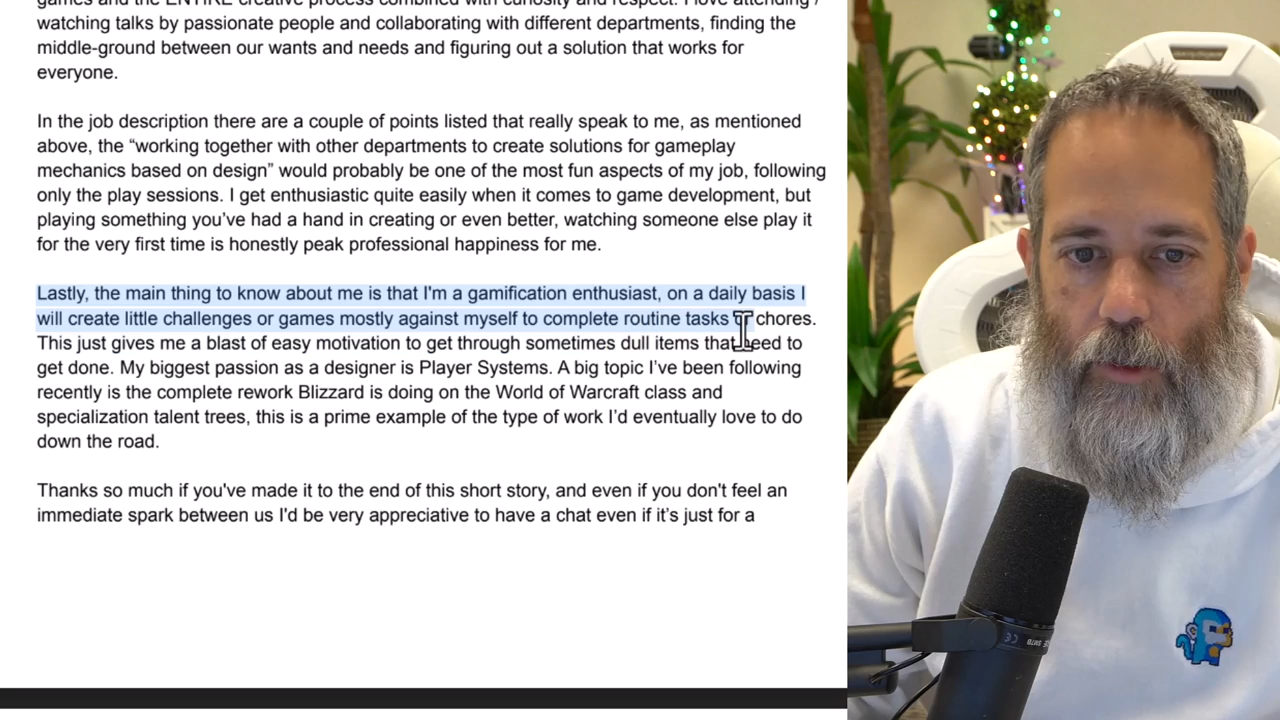 games and the ENTIRE creative process combined with curiosity and respect. I love attending /
watching talks by passionate people and collaborating with different departments, finding the
middle-ground between our wants and needs and figuring out a solution that works for
everyone.
In the job description there are a couple of points listed that really speak to me, as mentioned
above, the “working together with other departments to create solutions for gameplay
mechanics based on design” would probably be one of the most fun aspects of my job, following
only the play sessions. I get enthusiastic quite easily when it comes to game development, but
playing something you’ve had a hand in creating or even better, watching someone else play it
for the very first time is honestly peak professional happiness for me.
Lastly, the main thing to know about me is that I'm a gamification enthusiast, on a daily basis I
will create little challenges or games mostly against myself to complete routine tasks chores.
This just gives me a blast of easy motivation to get through sometimes dull items that need to
get done. My biggest passion as a designer is Player Systems. A big topic I’ve been following
recently is the complete rework Blizzard is doing on the World of Warcraft class and
specialization talent trees, this is a prime example of the type of work I’d eventually love to do
down the road.
Thanks so much if you've made it to the end of this short story, and even if you don't feel an
immediate spark between us I'd be very appreciative to have a chat even if it’s just for a
SM7B